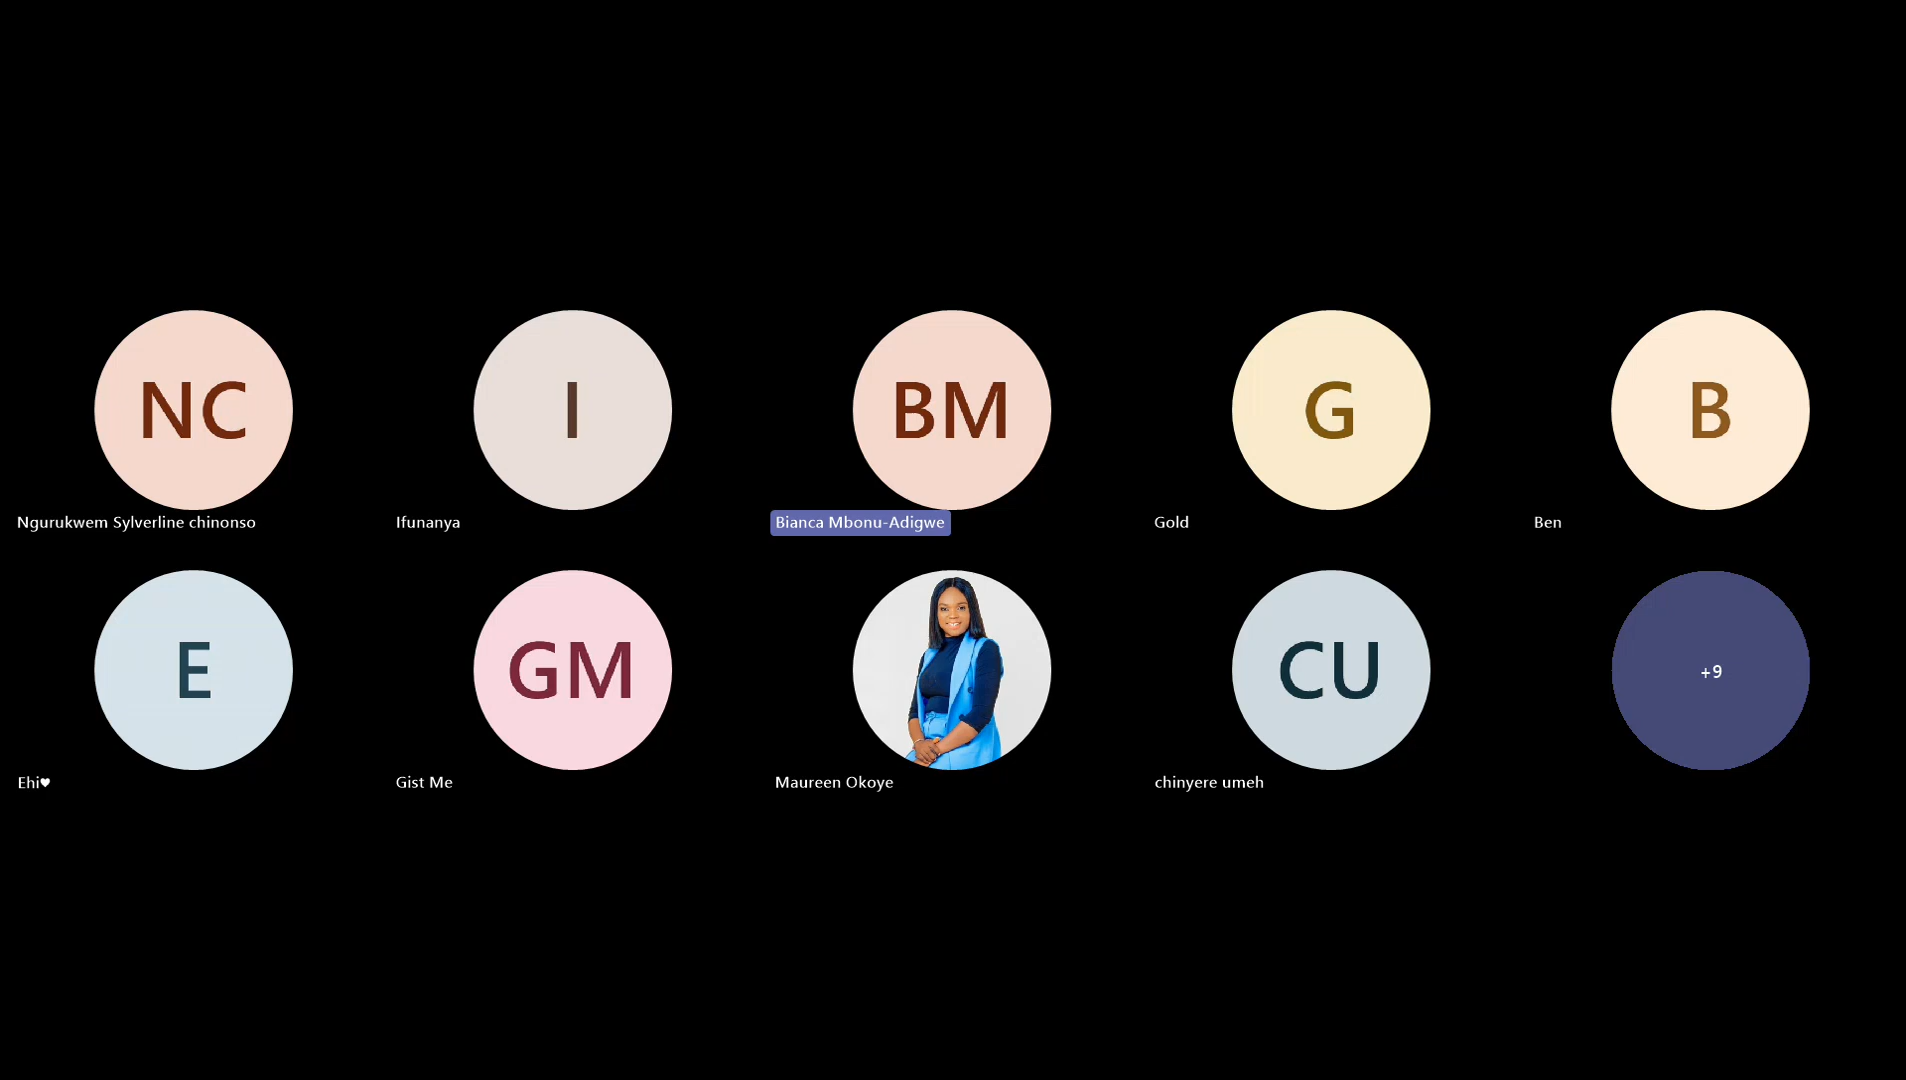 NC
I
BM
G
B
Ngurukwem Sylverline chinonso
Ifunanya
Bianca Mbonu-Adigwe
Gold
Ben
E
GM
CU
+9
Ehi♥
Gist Me
Maureen Okoye
chinyere umeh